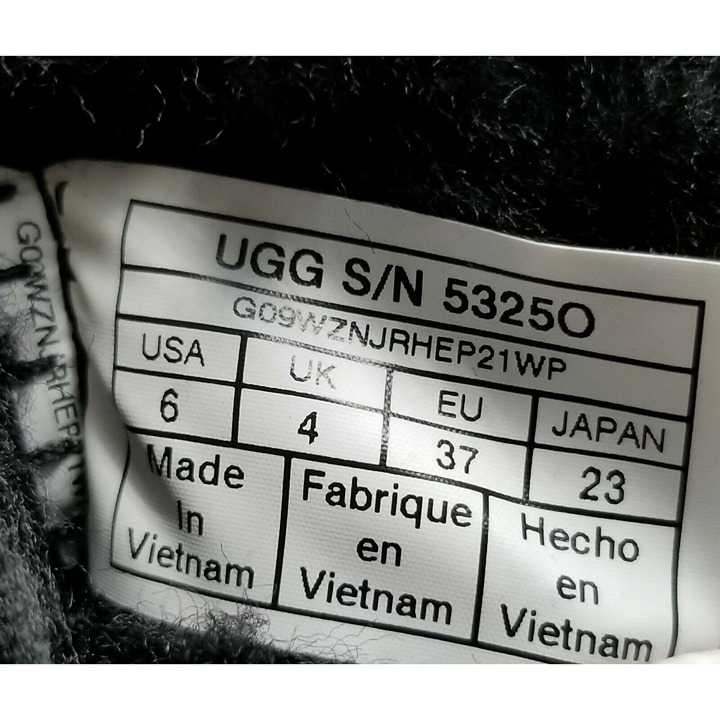 UGG S/N 5325O
G09WZNJRHEP21WP
USA UK EU JAPAN
6 4 37 23
Made In Vietnam
Fabrique en Vietnam
Hecho en Vietnam